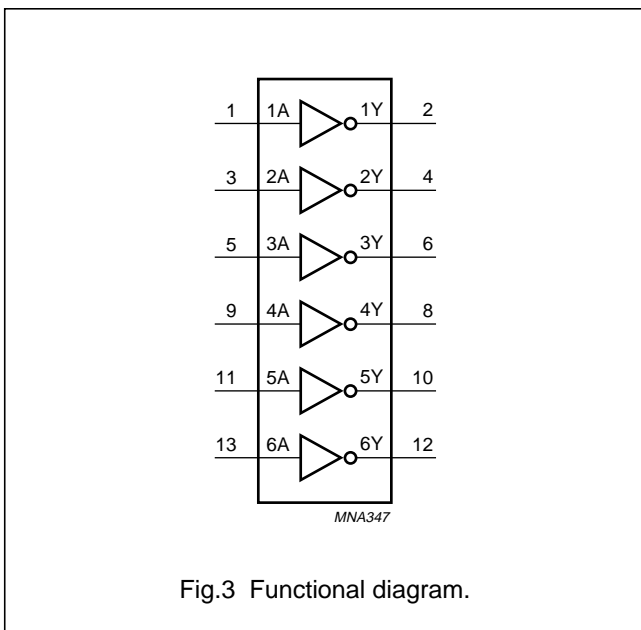 1 1A 1Y 2
3 2A 2Y 4
5 3A 3Y 6
9 4A 4Y 8
11 5A 5Y 10
13 6A 6Y 12
MNA347
Fig.3 Functional diagram.